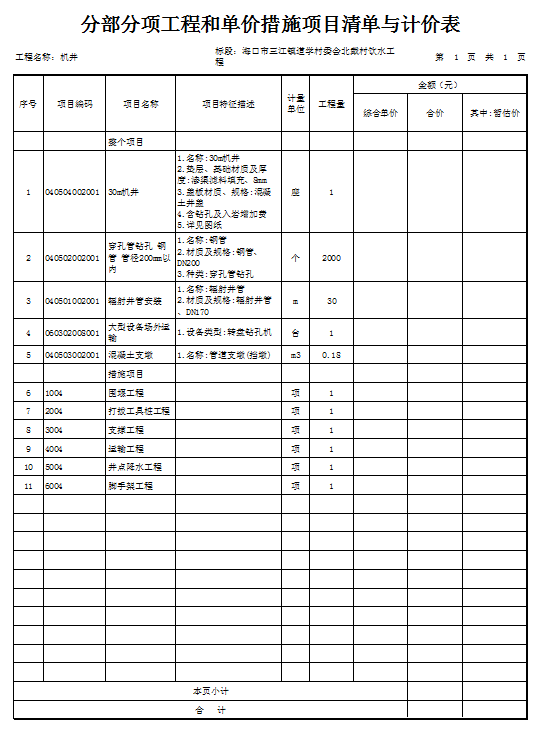 分部分项工程和单价措施项目清单与计价表
工程名称：机井
标段：海口市三江镇道学村委会北戴村饮水工
程
第 1 页 共 1 页
序号 项目编码 项目名称 项目特征描述 计量单位 工程量 金额（元）
综合单价 合价 其中：暂估价
整个项目
1 040504002001 30m机井 1.名称:30m机井
2.垫层、基础材质及厚
度:渗渠滤料填充、8mm
3.盖板材质、规格:混凝
土井盖
4.含钻孔及入岩增加费
5.详见图纸
座 1
2 040502002001 穿孔管钻孔 钢管 管径200mm以内 1.名称:钢管
2.材质及规格:钢管、
DN200
3.种类:穿孔管钻孔
个 2000
3 040501002001 辐射井管安装 1.名称:辐射井管
2.材质及规格:辐射井管
、DN170
m 30
4 060302008001 大型设备场外运输 1.设备类型:转盘钻孔机 台 1
5 040503002001 混凝土支墩 1.名称:管道支墩(挡墩) m3 0.18
措施项目
6 1004 围堰工程 项 1
7 2004 打拔工具桩工程 项 1
8 3004 支撑工程 项 1
9 4004 运输工程 项 1
10 5004 井点降水工程 项 1
11 6004 脚手架工程 项 1
本页小计
合 计